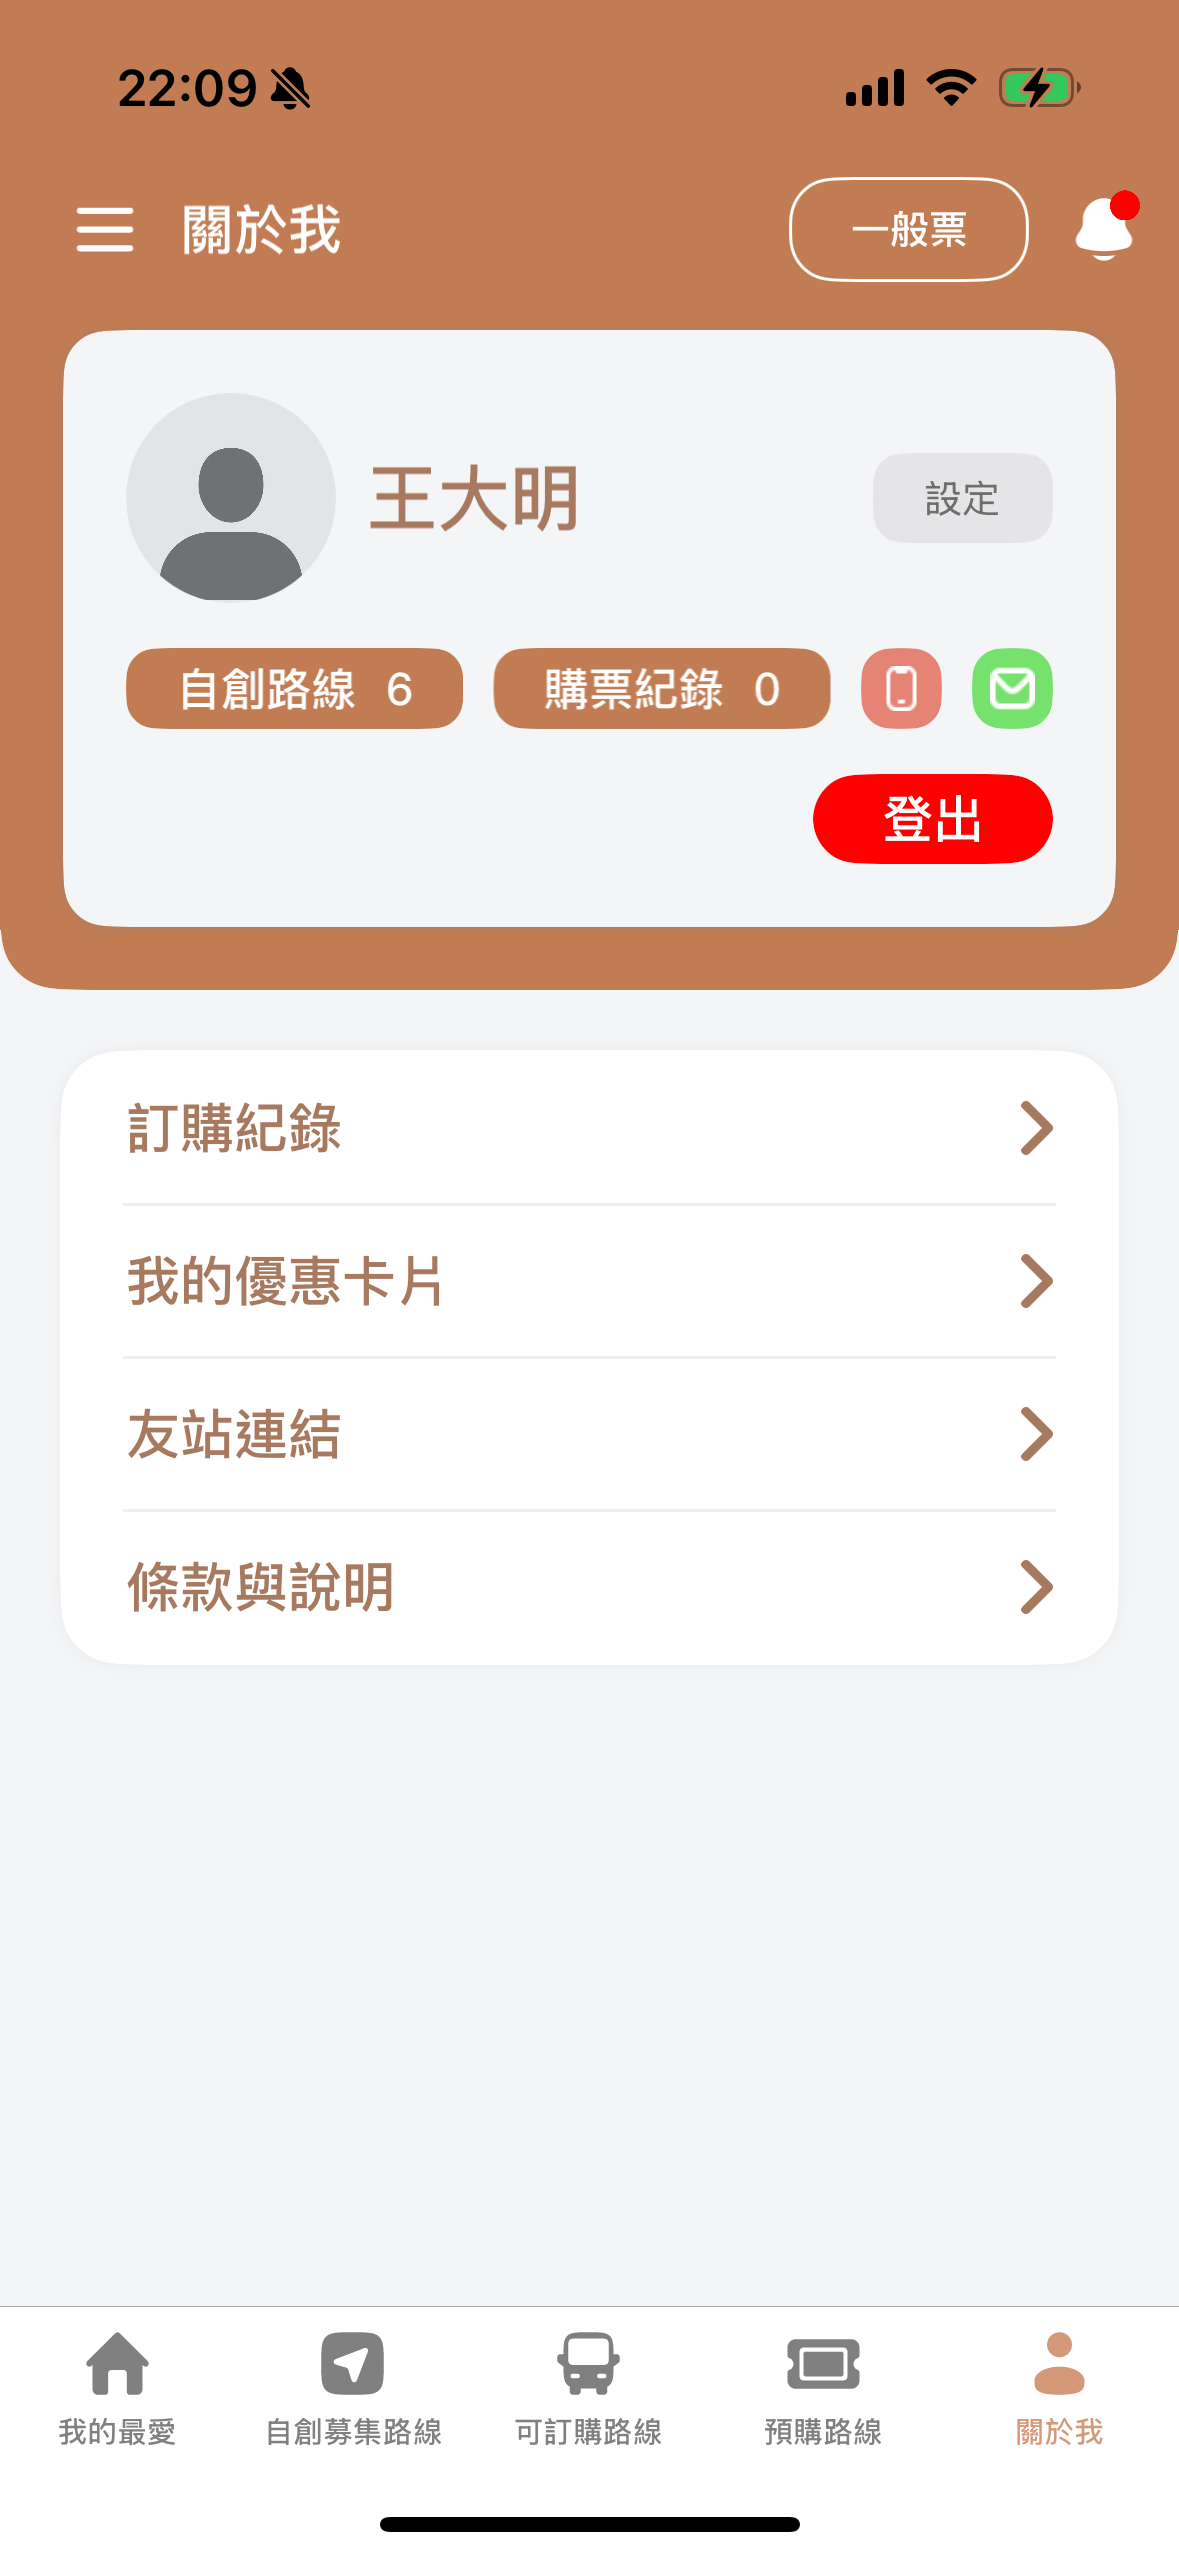 22:09
關於我
一般票
王大明
設定
自創路線 6
購票紀錄 0
登出
訂購紀錄
我的優惠卡片
友站連結
條款與說明
我的最愛
自創募集路線
可訂購路線
預購路線
關於我